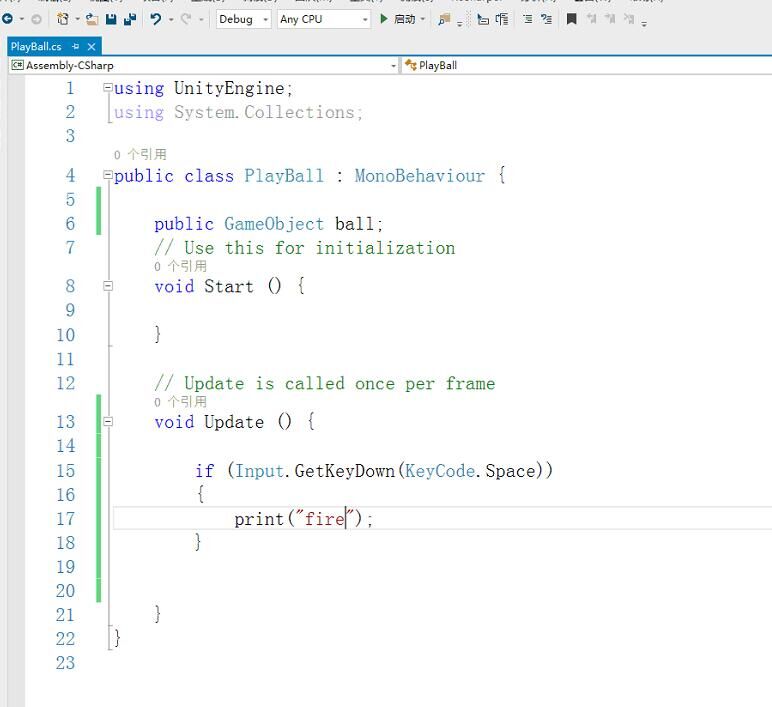 Debug
Any CPU
启动
PlayBall.cs
Assembly-CSharp
PlayBall
1 using UnityEngine;
2 using System.Collections;
3
0 个引用
4 public class PlayBall : MonoBehaviour {
5
6 public GameObject ball;
7 // Use this for initialization
0 个引用
8 void Start () {
9
10 }
11
12 // Update is called once per frame
0 个引用
13 void Update () {
14
15 if (Input.GetKeyDown(KeyCode.Space))
16 {
17 print("fire");
18 }
19
20
21 }
22 }
23